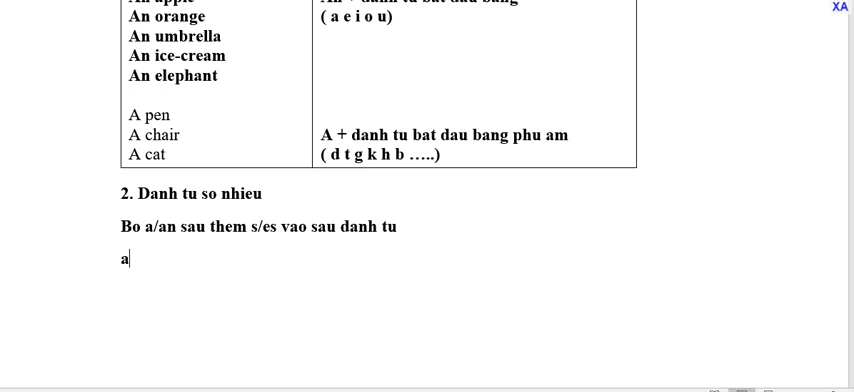 An orange
( a e i o u)
An umbrella
An ice-cream
An elephant
A pen
A chair
A + danh tu bat dau bang phu am
A cat
( d t g k h b …..)
2. Danh tu so nhieu
Bo a/an sau them s/es vao sau danh tu
a
XA